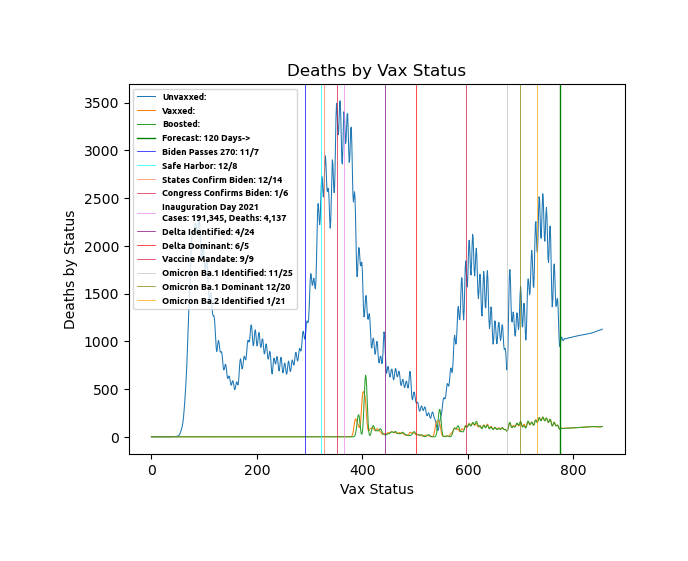 Deaths by Vax Status
Deaths by Status
3500
3000
2500
2000
1500
1000
500
0
Unvaxxed:
Vaxxed:
Boosted:
Forecast: 120 Days->
Biden Passes 270: 11/7
Safe Harbor: 12/8
States Confirm Biden: 12/14
Congress Confirms Biden: 1/6
Inauguration Day 2021
Cases: 191,345, Deaths: 4,137
Delta Identified: 4/24
Delta Dominant: 6/5
Vaccine Mandate: 9/9
Omicron Ba.1 Identified: 11/25
Omicron Ba.1 Dominant 12/20
Omicron Ba.2 Identified 1/21
0 200 400 600 800
Vax Status